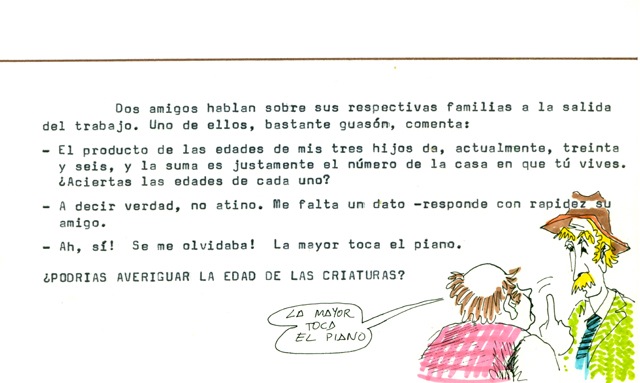 Dos amigos hablan sobre sus respectivas familias a la salida
del trabajo. Uno de ellos, bastante guasóm, comenta:
- El producto de las edades de mis tres hijos da, actualmente, treinta
y seis, y la suma es justamente el número de la casa en que tú vives.
¿Aciertas las edades de cada uno?
- A decir verdad, no atino. Me falta un dato -responde con rapidez su
amigo.
- Ah, sí! Se me olvidaba! La mayor toca el piano.
¿PODRIAS AVERIGUAR LA EDAD DE LAS CRIATURAS?
LA MAYOR
TOCA
EL PIANO